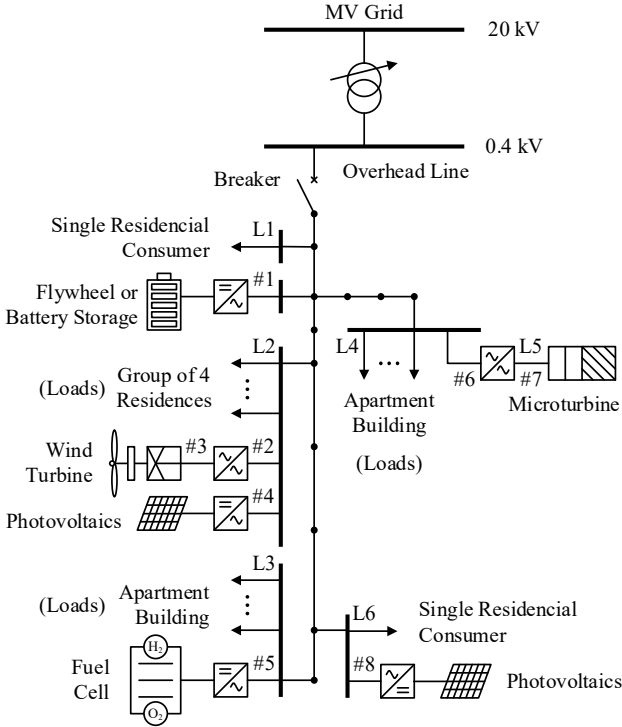 MV Grid
20 kV
0.4 kV
Overhead Line
Breaker
Single Residencial
Consumer
L1
#1
Flywheel or
Battery Storage
L2
L4
L5
(Loads)
Group of 4
Residences
#6
#7
Microturbine
Apartment
Building
(Loads)
Wind
Turbine
#3
#2
#4
Photovoltaics
L3
(Loads)
Apartment
Building
L6
Single Residencial
Consumer
H2
Fuel
Cell
O2
#5
#8
Photovoltaics